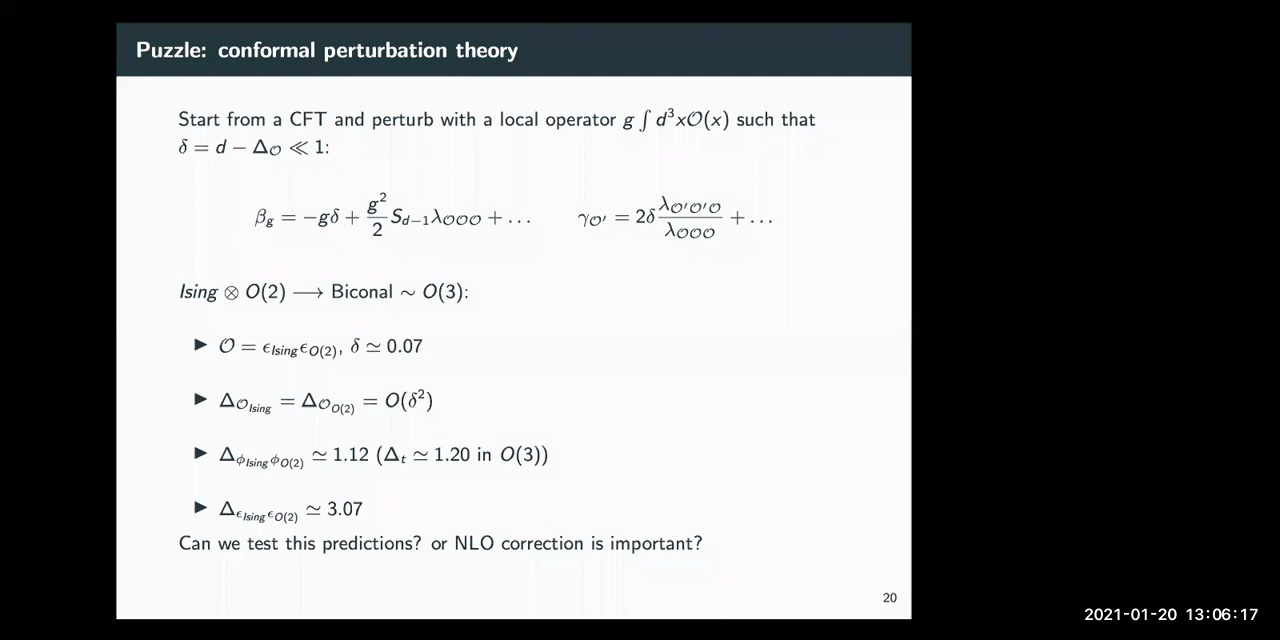 Puzzle: conformal perturbation theory
Start from a CFT and perturb with a local operator g ∫ d³x𝒪(x) such that
δ = d − Δ_𝒪 ≪ 1:
β_g = −gδ + g²/2 S_{d−1}λ_{𝒪𝒪𝒪} + ... γ_{𝒪′} = 2δ λ_{𝒪′𝒪′𝒪}/λ_{𝒪𝒪𝒪} + ...
Ising ⊗ O(2) ⟶ Biconal ∼ O(3):
▶ 𝒪 = ϵ_{Ising}ϵ_{O(2)}, δ ≃ 0.07
▶ Δ_{𝒪_{Ising}} = Δ_{𝒪_{O(2)}} = O(δ²)
▶ Δ_{ϕ_{Ising}ϕ_{O(2)}} ≃ 1.12 (Δ_t ≃ 1.20 in O(3))
▶ Δ_{ϵ_{Ising}ϵ_{O(2)}} ≃ 3.07
Can we test this predictions? or NLO correction is important?
20
2021-01-20 13:06:17